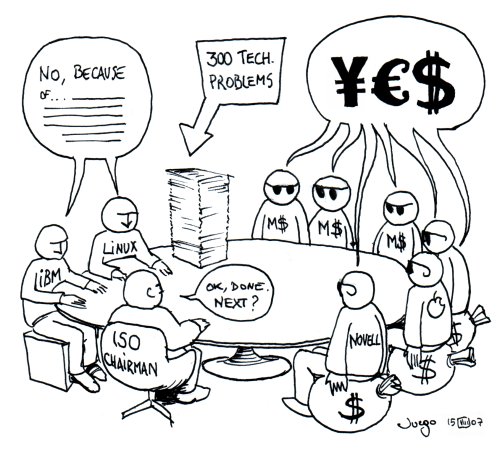 NO, BECAUSE
OF...
300 TECH.
PROBLEMS
¥€$
M$
M$
M$
LINUX
IBM
OK, DONE.
NEXT?
ISO
CHAIRMAN
NOVELL
$
$
$
Juego 15 VIII 07